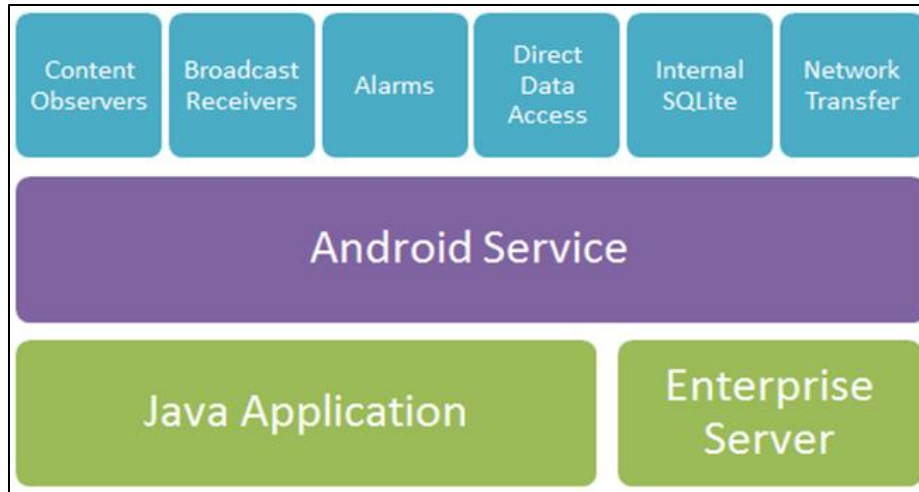 Content
Observers
Broadcast
Receivers
Alarms
Direct
Data
Access
Internal
SQLite
Network
Transfer
Android Service
Java Application
Enterprise
Server